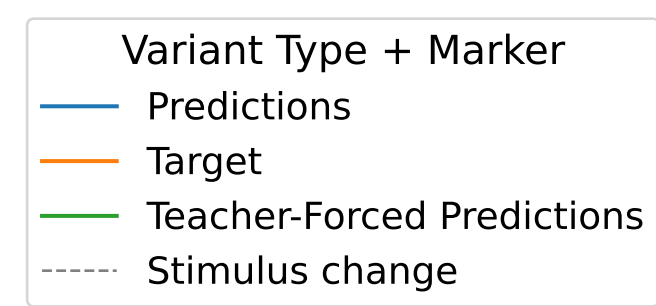 Variant Type + Marker
Predictions
Target
Teacher-Forced Predictions
Stimulus change